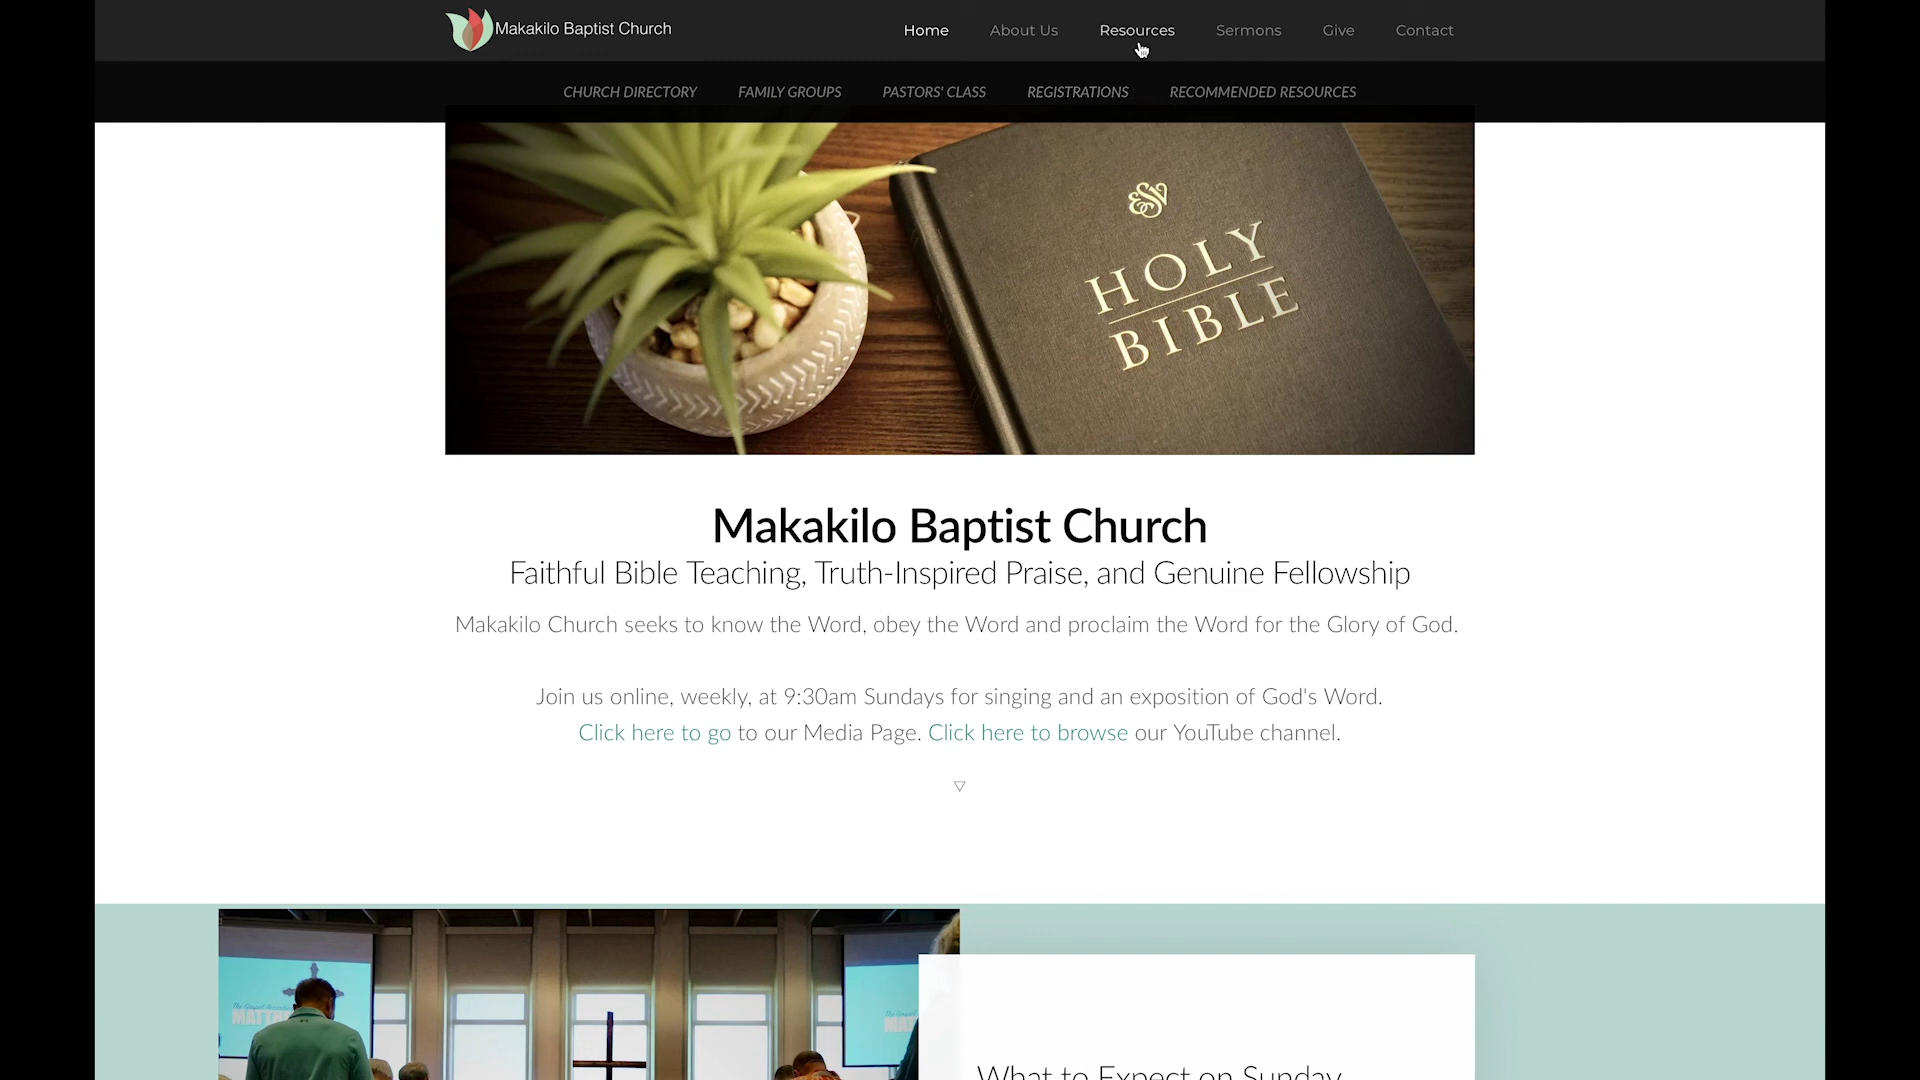 Makakilo Baptist Church
Home About Us Resources Sermons Give Contact
CHURCH DIRECTORY FAMILY GROUPS PASTORS' CLASS REGISTRATIONS RECOMMENDED RESOURCES
ESV
HOLY
BIBLE
Makakilo Baptist Church
Faithful Bible Teaching, Truth-Inspired Praise, and Genuine Fellowship
Makakilo Church seeks to know the Word, obey the Word and proclaim the Word for the Glory of God.
Join us online, weekly, at 9:30am Sundays for singing and an exposition of God's Word.
Click here to go to our Media Page. Click here to browse our YouTube channel.
What to Expect on Sunday